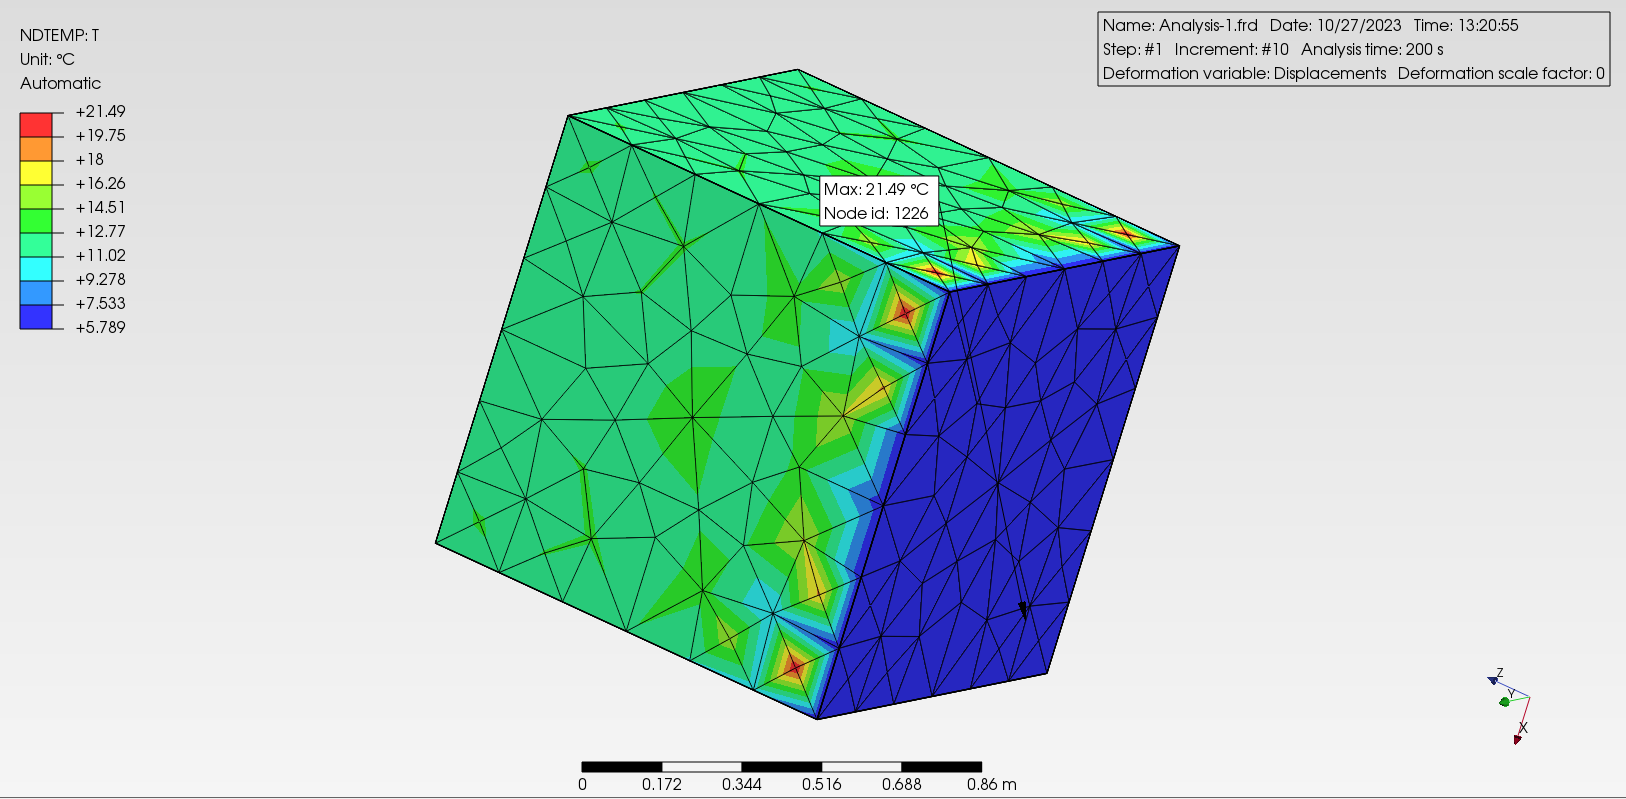 NDTEMP: T
Unit: °C
Automatic
+21.49
+19.75
+18
+16.26
+14.51
+12.77
+11.02
+9.278
+7.533
+5.789
Name: Analysis-1.frd Date: 10/27/2023 Time: 13:20:55
Step: #1 Increment: #10 Analysis time: 200 s
Deformation variable: Displacements Deformation scale factor: 0
Max: 21.49 °C
Node id: 1226
Z
Y
X
0 0.172 0.344 0.516 0.688 0.86 m